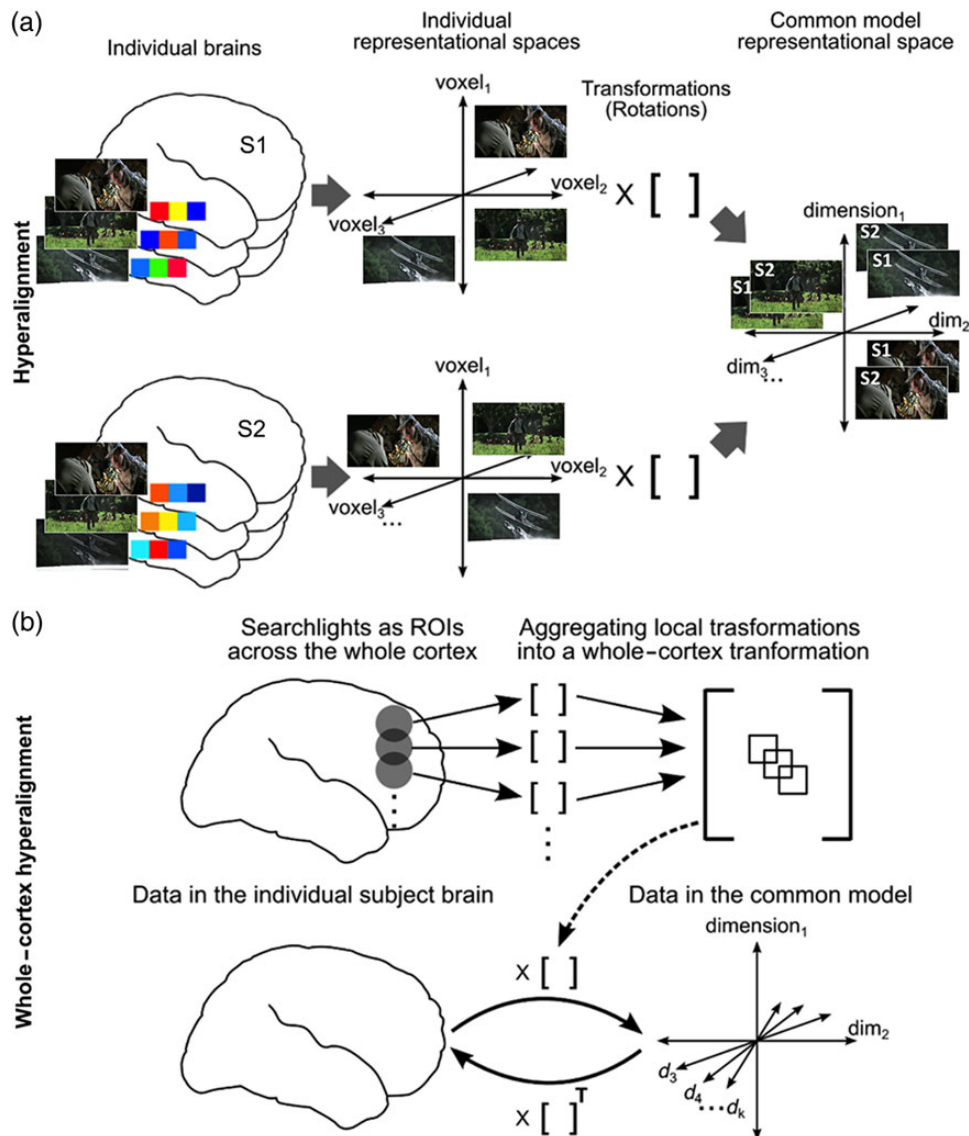 (a)
Individual brains
Individual
representational spaces
Common model
representational space
Transformations
(Rotations)
Hyperalignment
S1
voxel1
voxel2
voxel3
X [ ]
dimension1
dim2
dim3
...
S2
S1
S2
S1
S1
S2
S2
voxel1
voxel2
voxel3
...
X [ ]
(b)
Searchlights as ROIs
across the whole cortex
Aggregating local trasformations
into a whole-cortex tranformation
Whole-cortex hyperalignment
[ ]
[ ]
[ ]
Data in the individual subject brain
Data in the common model
X [ ]
X [ ]T
dimension1
dim2
d3
d4
...dk